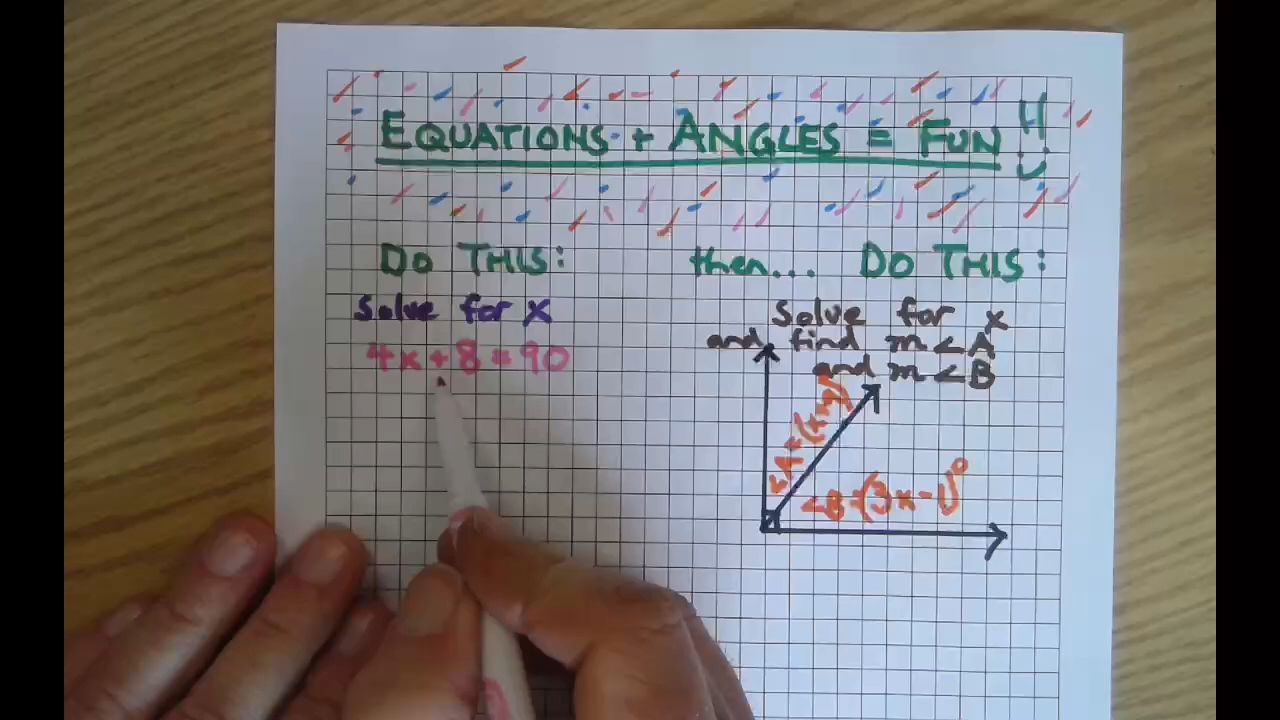 EQUATIONS + ANGLES = FUN
DO THIS:
then... DO THIS:
Solve for x
4x+8=90
Solve for x
and find m<A
and m<B
<A=(x+
<B=(3x-1)°